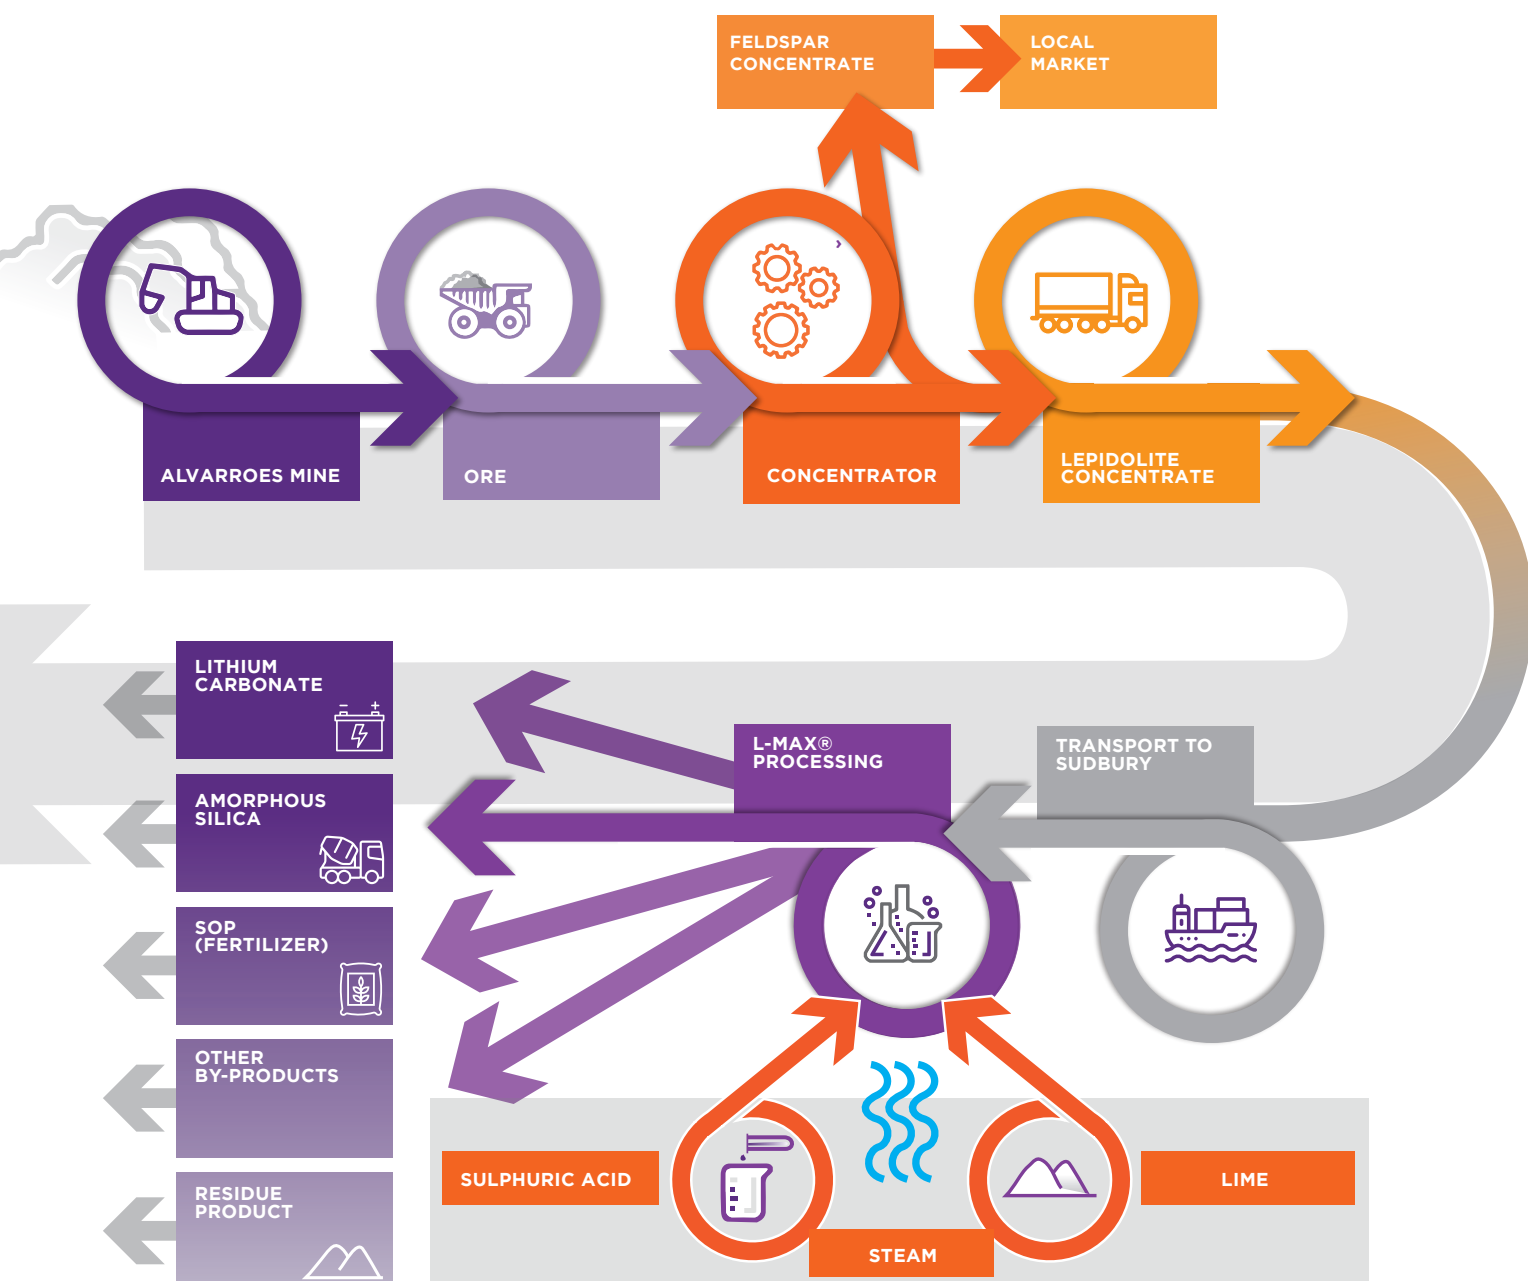 FELDSPAR
CONCENTRATE
LOCAL
MARKET
ALVARROES MINE
ORE
CONCENTRATOR
LEPIDOLITE
CONCENTRATE
LITHIUM
CARBONATE
L-MAX®
PROCESSING
TRANSPORT TO
SUDBURY
AMORPHOUS
SILICA
SOP
(FERTILIZER)
OTHER
BY-PRODUCTS
SULPHURIC ACID
LIME
RESIDUE
PRODUCT
STEAM